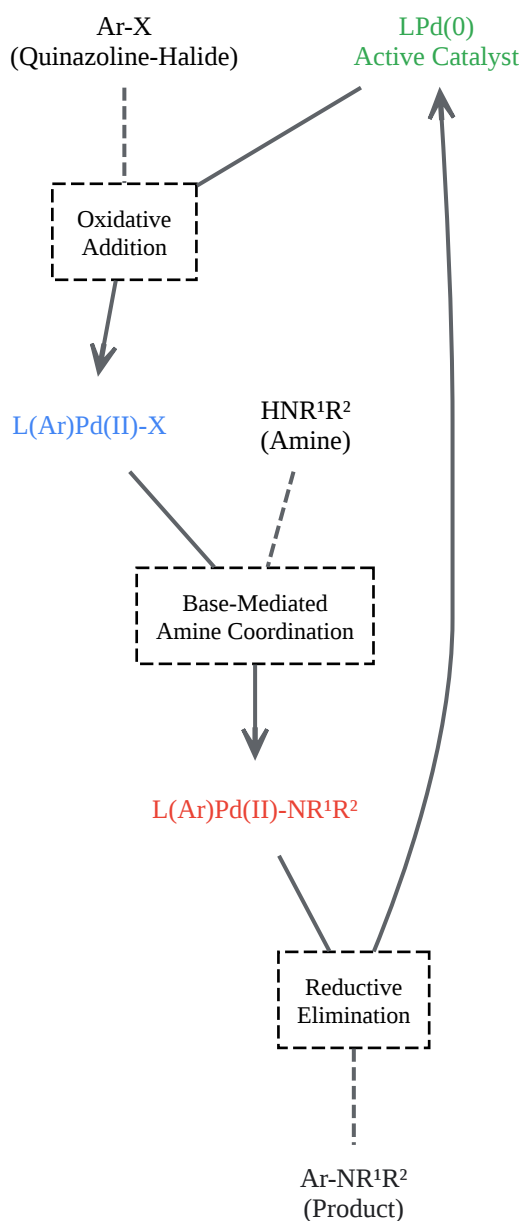 Ar-X
(Quinazoline-Halide)
LPd(0)
Active Catalyst
Oxidative
Addition
L(Ar)Pd(II)-X
HNR¹R²
(Amine)
Base-Mediated
Amine Coordination
L(Ar)Pd(II)-NR¹R²
Reductive
Elimination
Ar-NR¹R²
(Product)